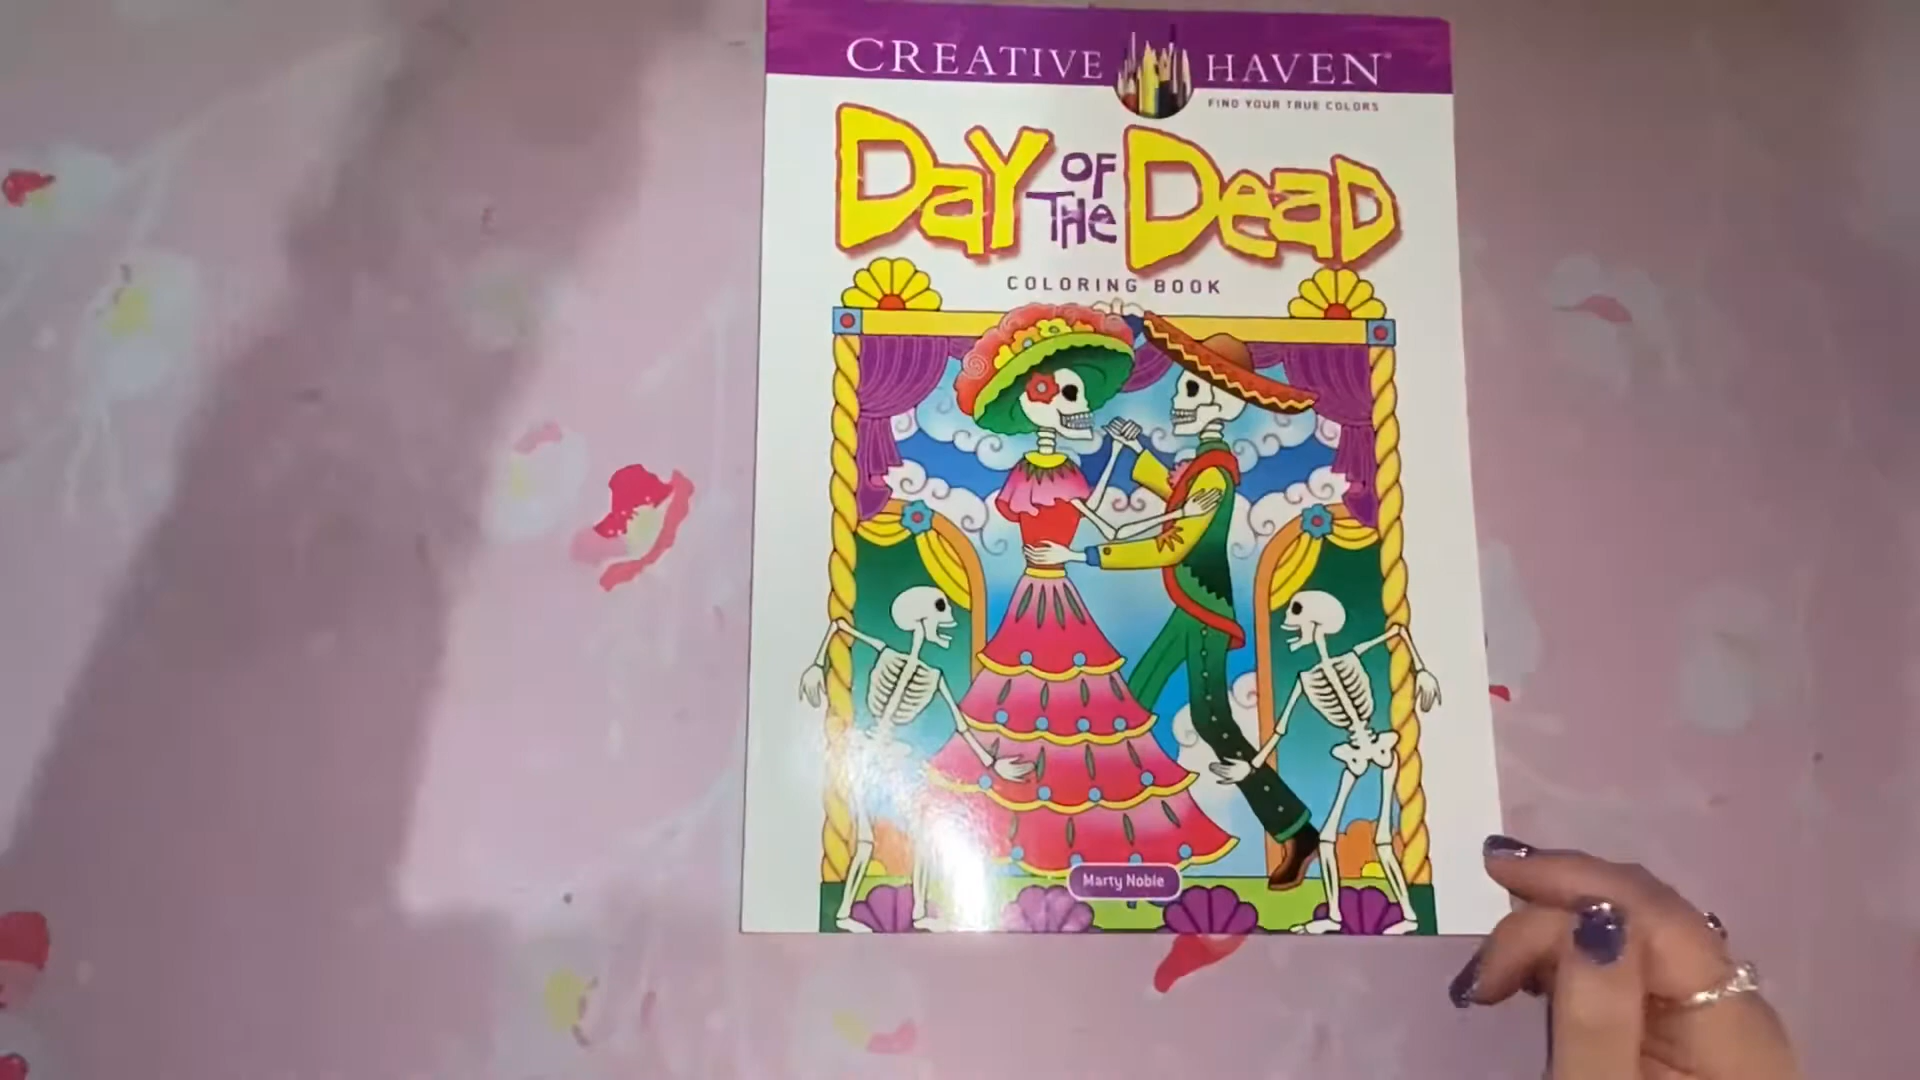 CREATIVE HAVEN®
FIND YOUR TRUE COLORS
DaY OF THe DeaD
COLORING BOOK
Marty Noble